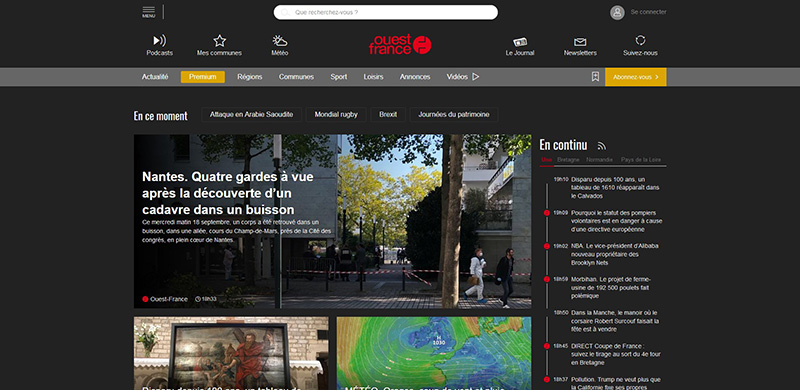 MENU
Que recherchez-vous ?
Se connecter
Podcasts
Mes communes
Météo
ouest
france
Le Journal
Newsletters
Suivez-nous
Actualité
Premium
Régions
Communes
Sport
Loisirs
Annonces
Vidéos
Abonnez-vous
En ce moment
Attaque en Arabie Saoudite
Mondial rugby
Brexit
Journées du patrimoine
Nantes. Quatre gardes à vue
après la découverte d'un
cadavre dans un buisson
Ce mercredi matin 18 septembre, un corps a été retrouvé dans un
buisson, dans une allée, cours du Champ-de-Mars, près de la Cité des
congrès, en plein cœur de Nantes.
Ouest-France
18h33
En continu
Bretagne
Normandie
Pays de la Loire
19h10 Disparu depuis 100 ans, un
tableau de 1610 réapparaît dans
le Calvados
19h09 Pourquoi le statut des pompiers
volontaires est en danger à cause
d'une directive européenne
19h02 NBA. Le vice-président d'Alibaba
nouveau propriétaire des
Brooklyn Nets
18h59 Morbihan. Le projet de ferme-
usine de 192 500 poulets fait
polémique
18h50 Dans la Manche, le manoir où le
corsaire Robert Surcouf faisait la
fête est à vendre
18h45 DIRECT Coupe de France :
suivez le tirage au sort du 4e tour
en Bretagne
18h37 Pollution. Trump ne veut plus que
la Californie fixe ses propres
H
1030
Disparu depuis 100 ans, un tableau de